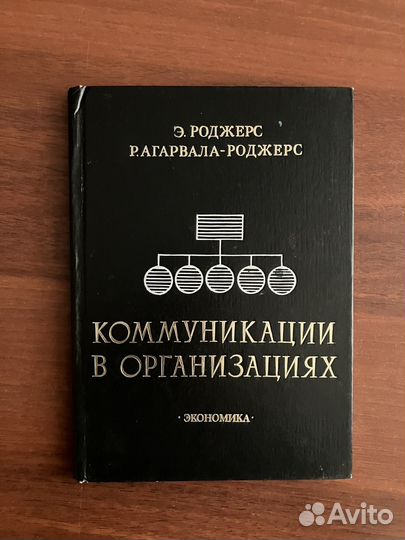 Э. РОДЖЕРС
Р. АГАРВАЛА-РОДЖЕРС
КОММУНИКАЦИИ
В ОРГАНИЗАЦИЯХ
· ЭКОНОМИКА ·
Avito